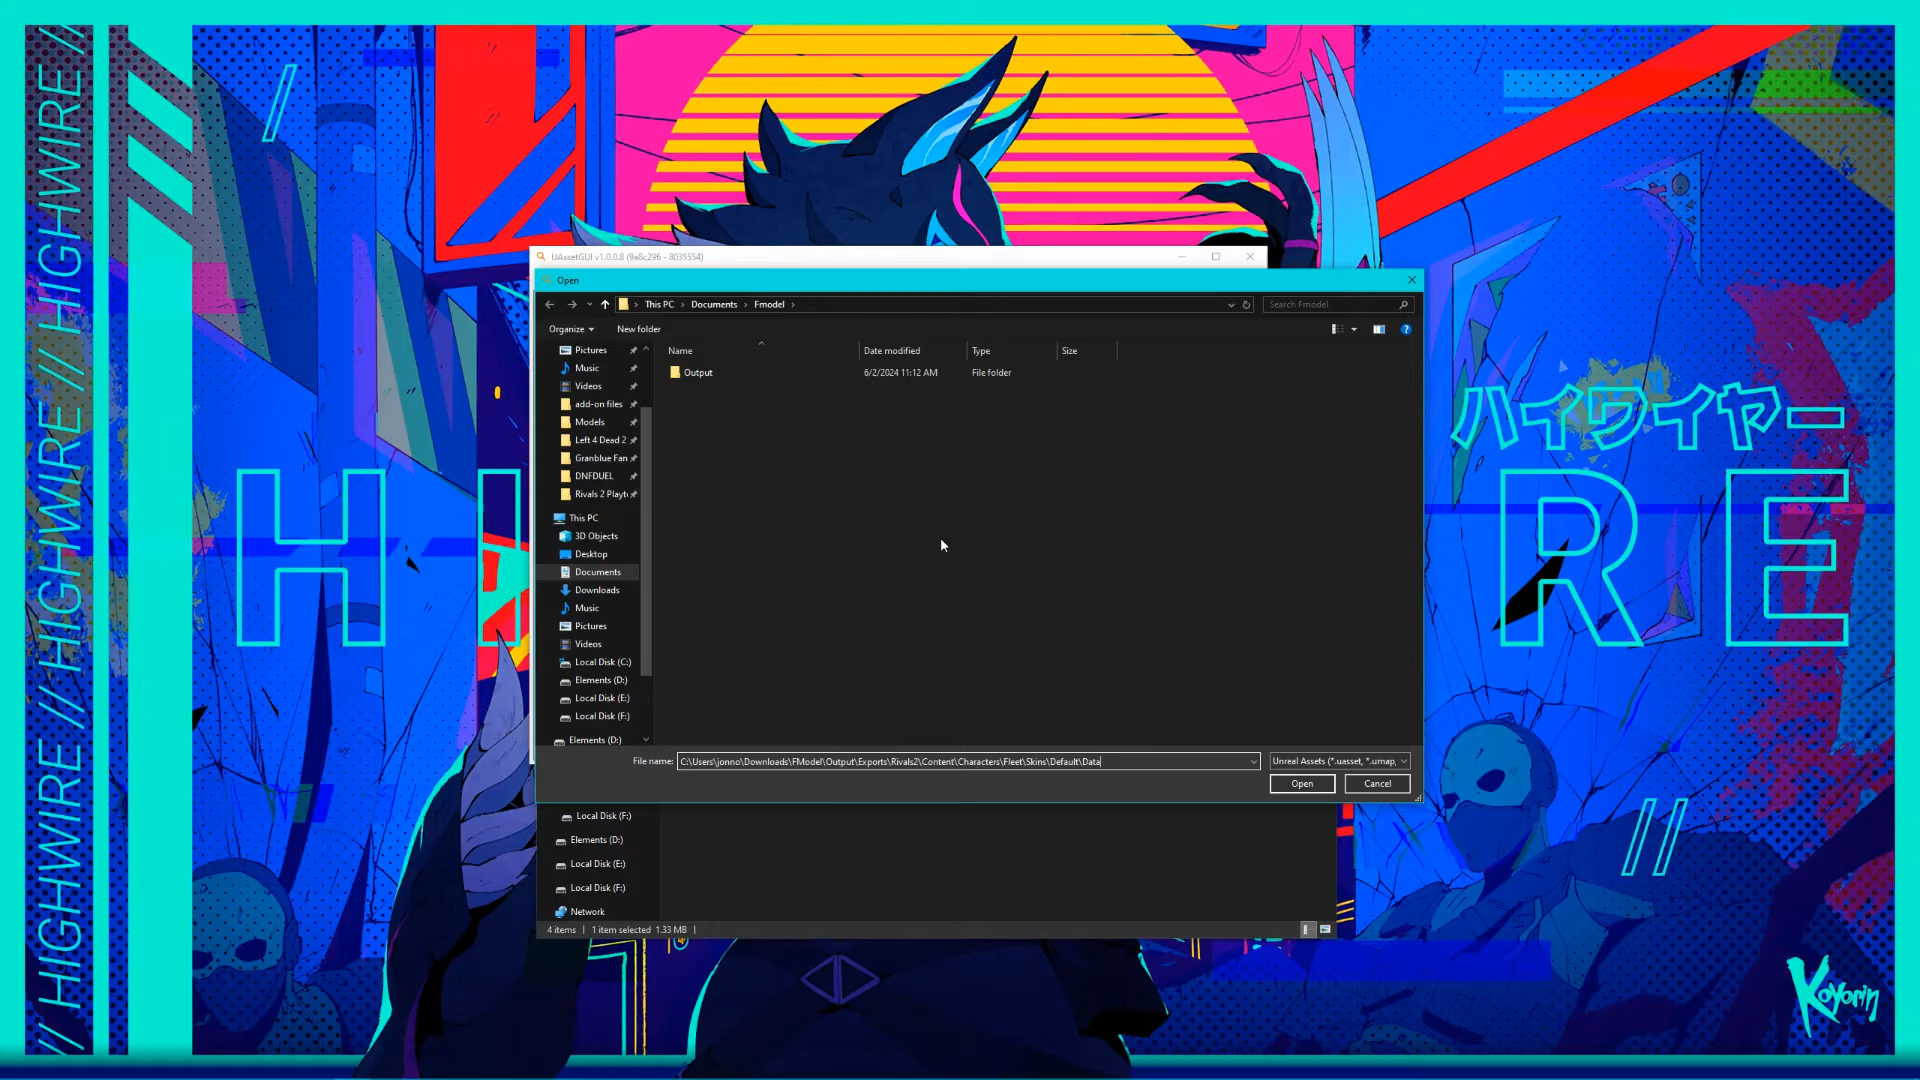 // HIGHWIRE // HIGHWIRE // HIGHWIRE //
UAssetGUI v1.0.0.8 (9a8c296 - 8035554)
Open
This PC > Documents > Fmodel >
Search Fmodel
Organize
New folder
Name
Date modified
Type
Size
Output
6/2/2024 11:12 AM
File folder
Pictures
Music
Videos
add-on files
Models
Left 4 Dead 2
Granblue Fan
DNFDUEL
Rivals 2 Playt
This PC
3D Objects
Desktop
Documents
Downloads
Music
Pictures
Videos
Local Disk (C:)
Elements (D:)
Local Disk (E:)
Local Disk (F:)
Elements (D:)
File name:
C:\Users\jonno\Downloads\FModel\Output\Exports\Rivals2\Content\Characters\Fleet\Skins\Default\Data
Unreal Assets (*.uasset, *.umap,
Open
Cancel
Local Disk (F:)
Elements (D:)
Local Disk (E:)
Local Disk (F:)
Network
4 items
1 item selected 1.33 MB
ハイワイヤー
H I R E
//
Koyorin